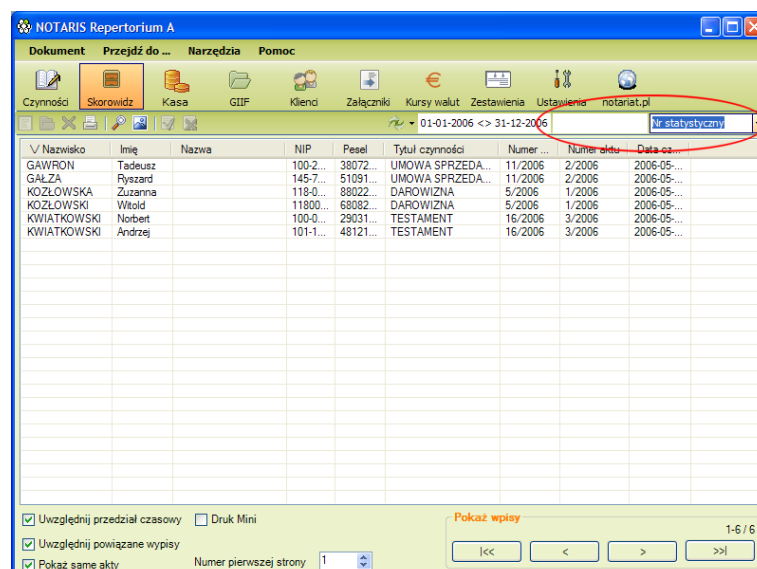 NOTARIS Repertorium A
Dokument Przejdź do ... Narzędzia Pomoc
Czynności Skorowidz Kasa GIIF Klienci Załączniki Kursy walut Zestawienia Ustawienia notariat.pl
01-01-2006 <> 31-12-2006 Nr statystyczny
Nazwisko Imię Nazwa NIP Pesel Tytuł czynności Numer ... Numer aktu Data cz...
GAWRON Tadeusz 100-2... 38072... UMOWA SPRZEDA... 11/2006 2/2006 2006-05-...
GAŁZA Ryszard 145-7... 51091... UMOWA SPRZEDA... 11/2006 2/2006 2006-05-...
KOZŁOWSKA Zuzanna 118-0... 88022... DAROWIZNA 5/2006 1/2006 2006-05-...
KOZŁOWSKI Witold 11800... 68082... DAROWIZNA 5/2006 1/2006 2006-05-...
KWIATKOWSKI Norbert 100-0... 29031... TESTAMENT 16/2006 3/2006 2006-05-...
KWIATKOWSKI Andrzej 101-1... 48121... TESTAMENT 16/2006 3/2006 2006-05-...
Uwzględnij przedział czasowy Druk Mini Pokaż wpisy
1-6 / 6
Uwzględnij powiązane wypisy
|<< < > >>|
Pokaż same akty Numer pierwszej strony 1